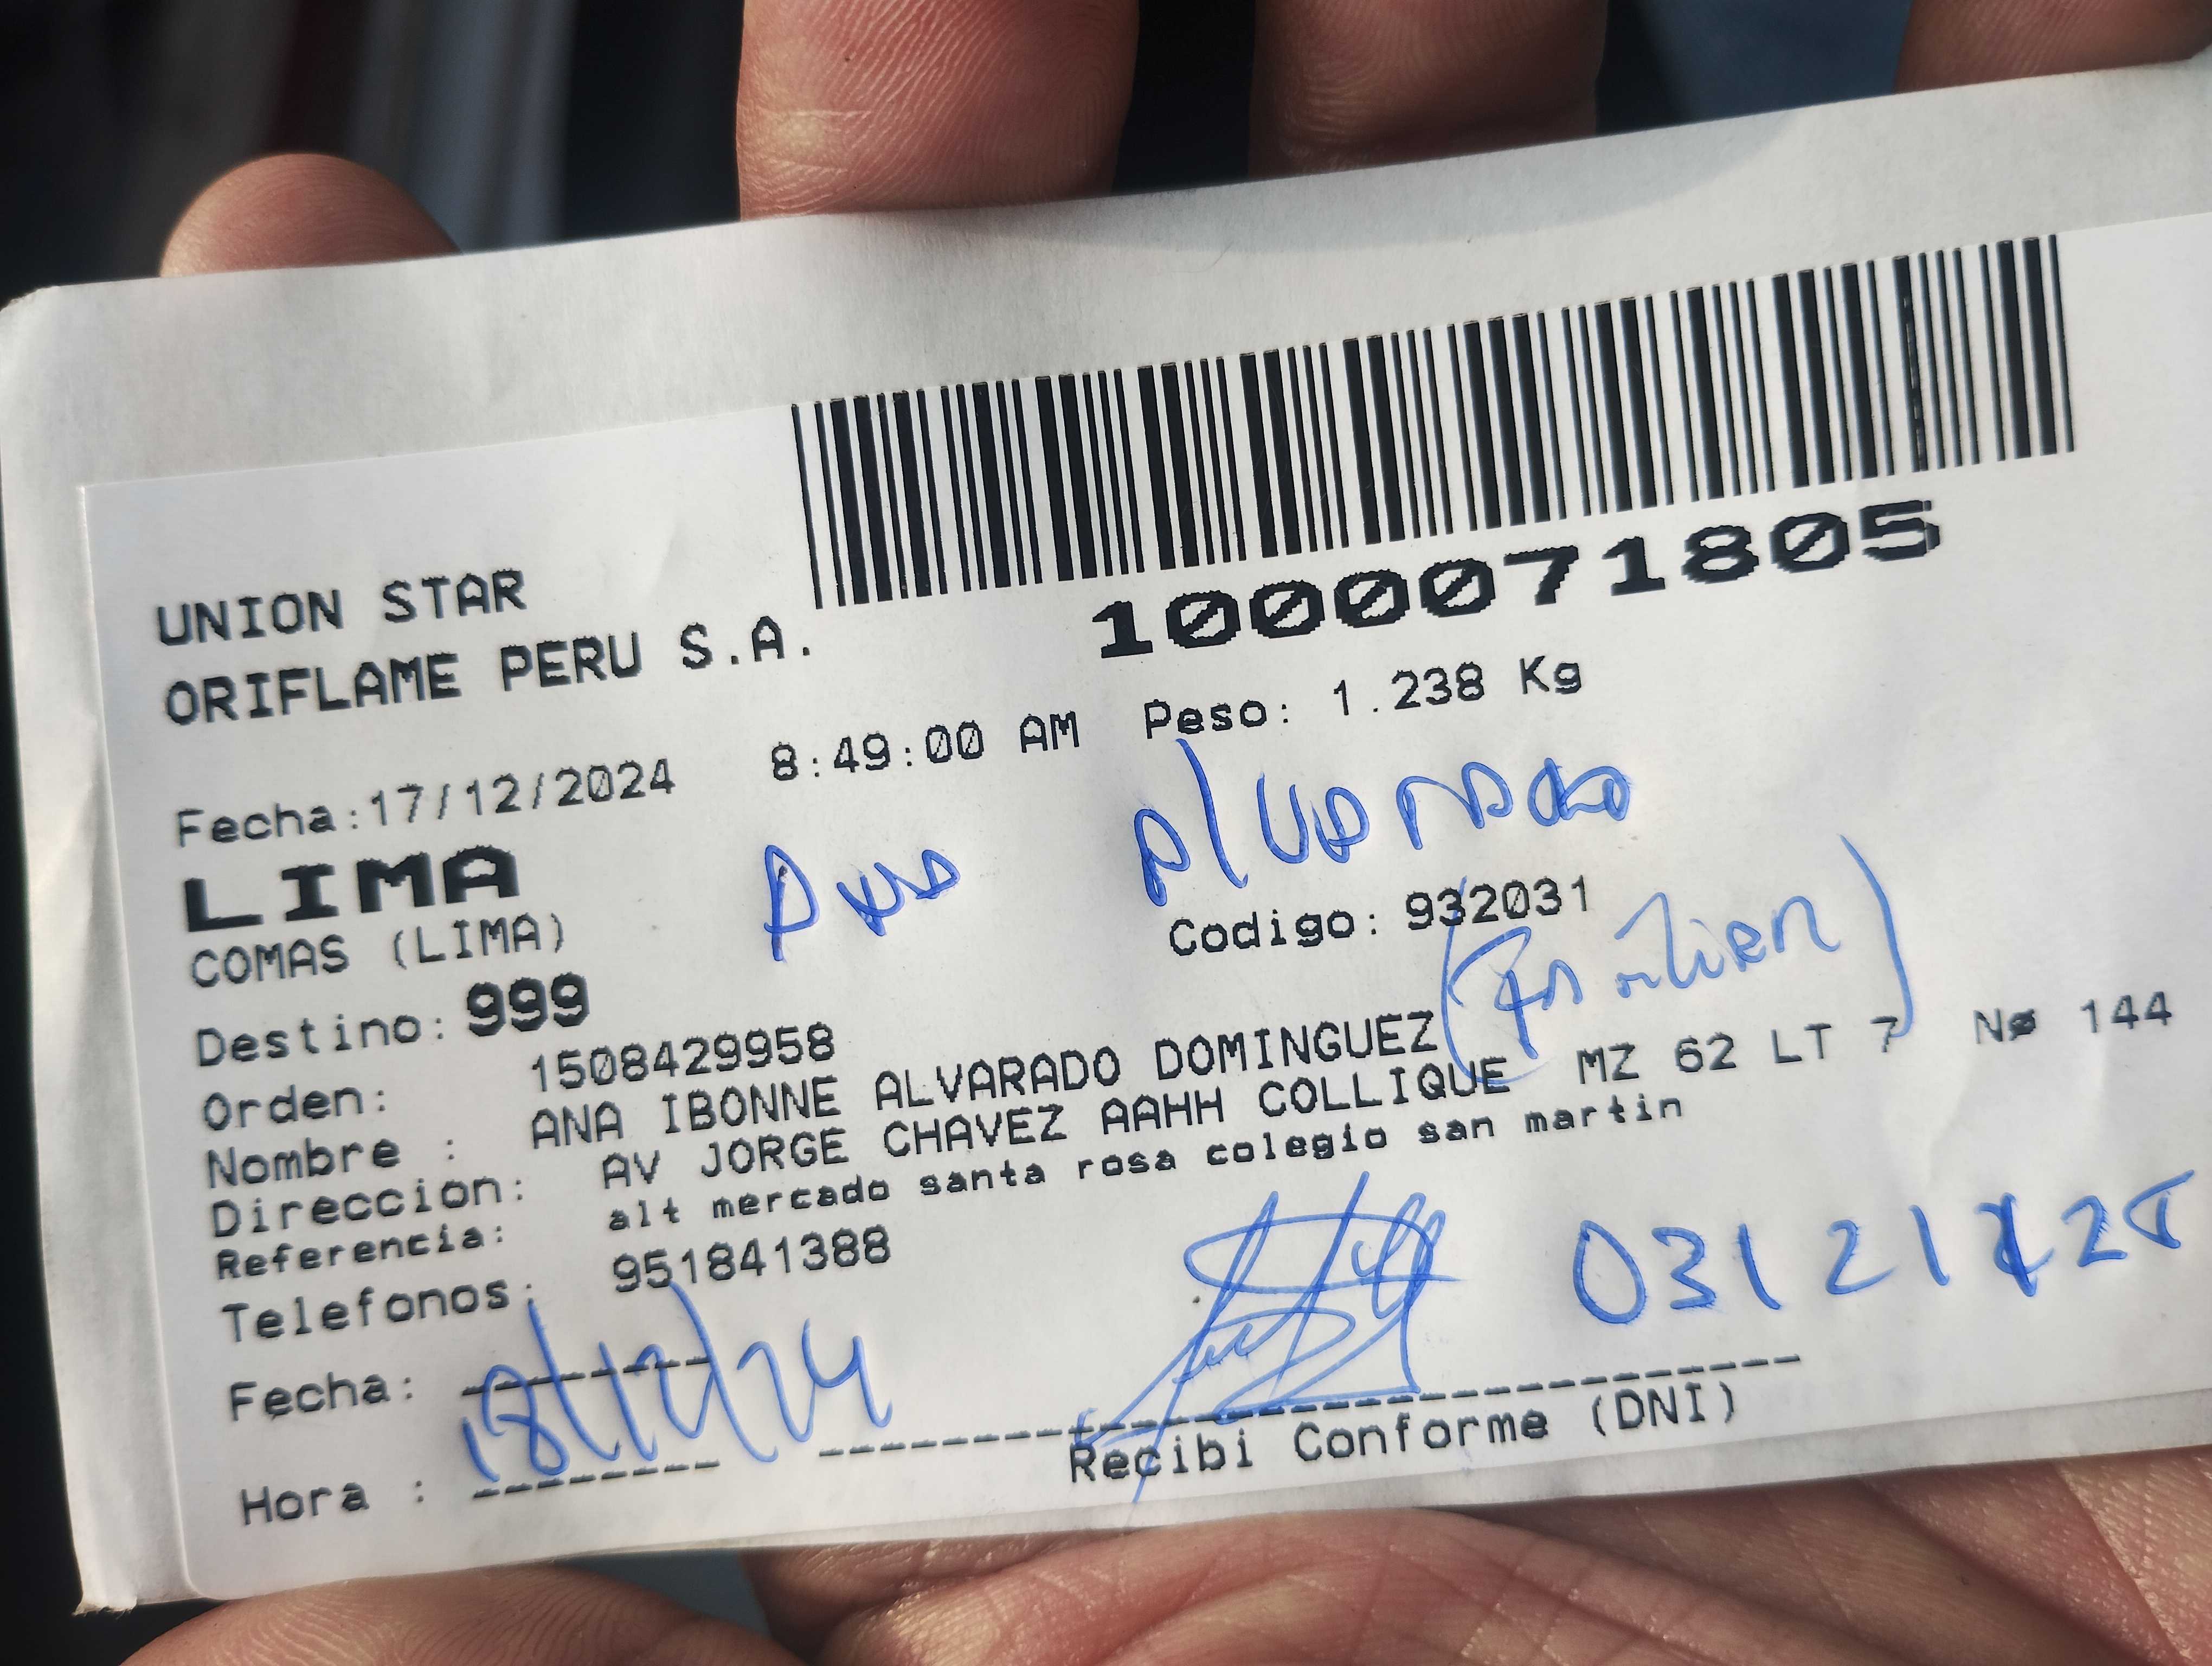 1000071805
UNION STAR
ORIFLAME PERU S.A.
Fecha:17/12/2024 8:49:00 AM Peso: 1.238 Kg
LIMA
Ana Alvarado
COMAS (LIMA)
Codigo: 932031
Destino: 999
(Familiar)
Orden: 1508429958
Nombre : ANA IBONNE ALVARADO DOMINGUEZ
Direccion: AV JORGE CHAVEZ AAHH COLLIQUE MZ 62 LT 7 Nø 144
Referencia: alt mercado santa rosa colegio san martin
Telefonos: 951841388
Fecha: 18/12/24
Hora :
Recibi Conforme (DNI)